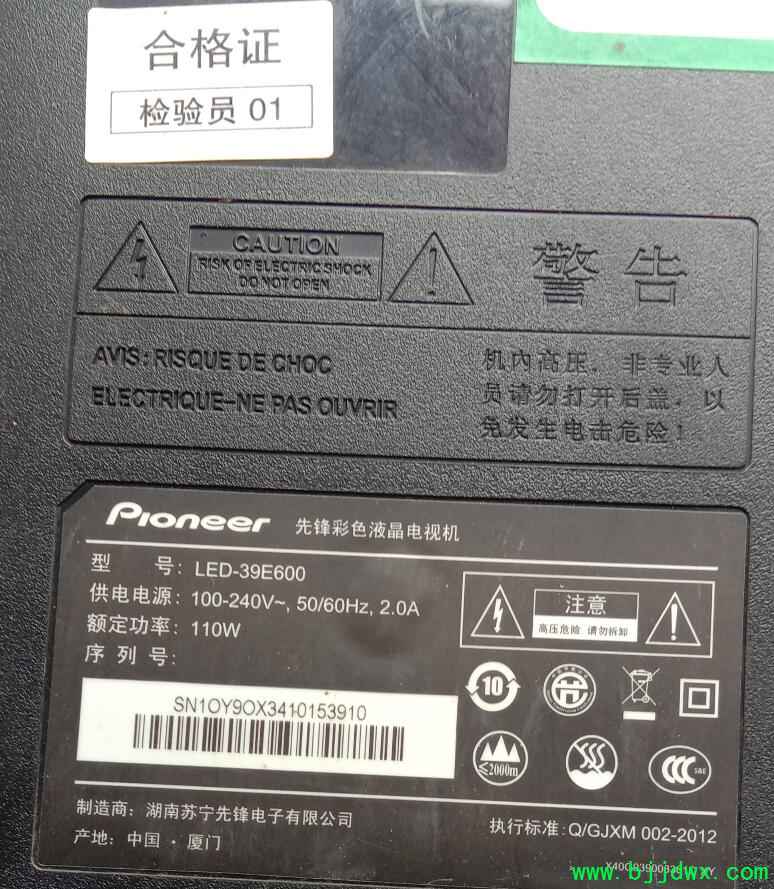 合格证
检验员 01
CAUTION
RISK OF ELECTRIC SHOCK
DO NOT OPEN
警告
AVIS: RISQUE DE CHOC
ELECTRIQUE-NE PAS OUVRIR
机内高压，非专业人
员请勿打开后盖，以
免发生电击危险！
Pioneer 先锋彩色液晶电视机
型 号: LED-39E600
供电电源: 100-240V~, 50/60Hz, 2.0A
额定功率: 110W
序 列 号:
注意
高压危险 请勿拆卸
SN1OY9OX3410153910
10
≤2000m
CCC S&E
制造商: 湖南苏宁先锋电子有限公司
产地: 中国·厦门
执行标准: Q/GJXM 002-2012
www.bjjdwx.com